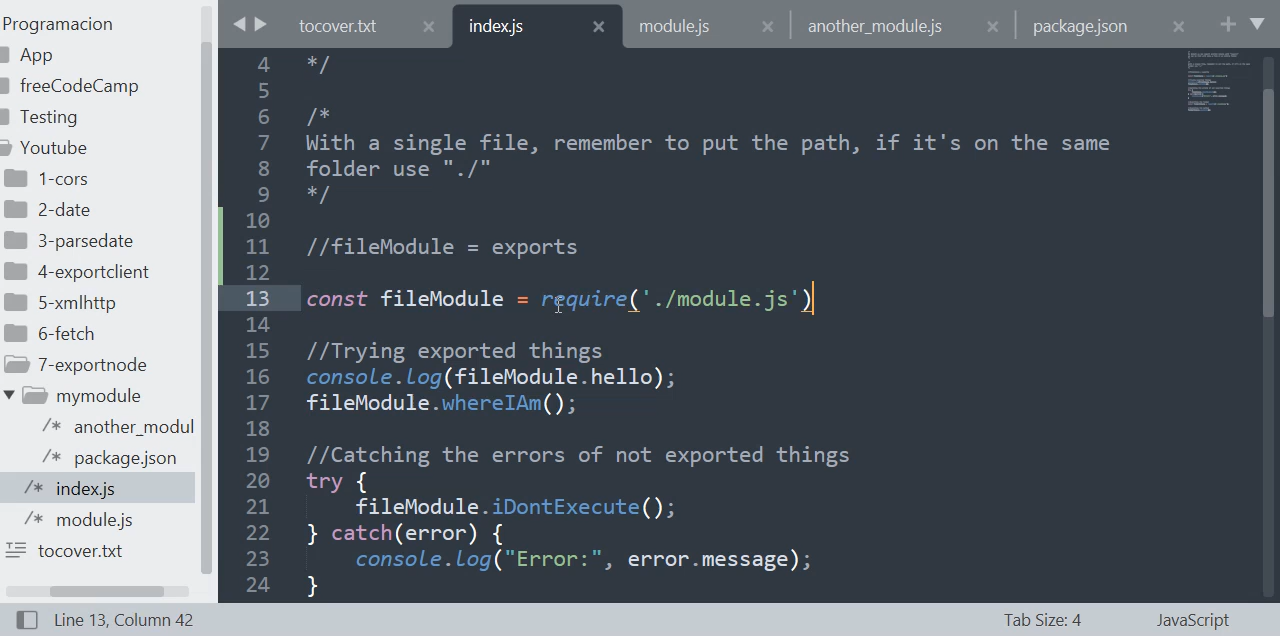 Programacion
App
freeCodeCamp
Testing
Youtube
1-cors
2-date
3-parsedate
4-exportclient
5-xmlhttp
6-fetch
7-exportnode
mymodule
/* another_modul
/* package.json
/* index.js
/* module.js
tocover.txt
tocover.txt × index.js × module.js × another_module.js × package.json × +
4 */
5
6 /*
7 With a single file, remember to put the path, if it's on the same
8 folder use "./"
9 */
10
11 //fileModule = exports
12
13 const fileModule = require('./module.js')
14
15 //Trying exported things
16 console.log(fileModule.hello);
17 fileModule.whereIAm();
18
19 //Catching the errors of not exported things
20 try {
21     fileModule.iDontExecute();
22 } catch(error) {
23     console.log("Error:", error.message);
24 }
Line 13, Column 42 Tab Size: 4 JavaScript